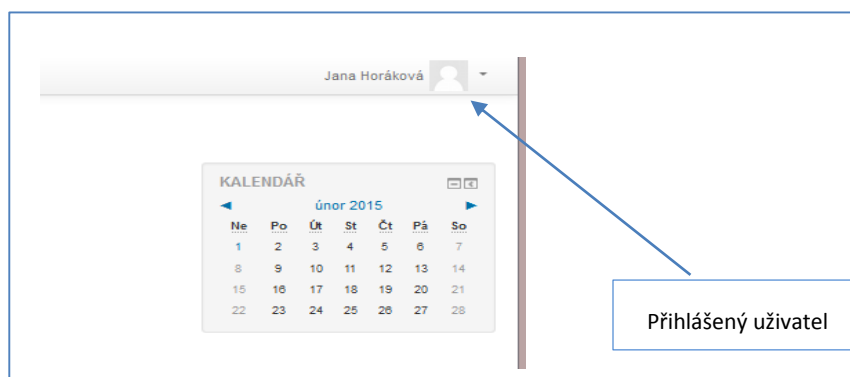 Jana Horáková
KALENDÁŘ
únor 2015
Ne Po Út St Čt Pá So
1 2 3 4 5 6 7
8 9 10 11 12 13 14
15 16 17 18 19 20 21
22 23 24 25 26 27 28
Přihlášený uživatel